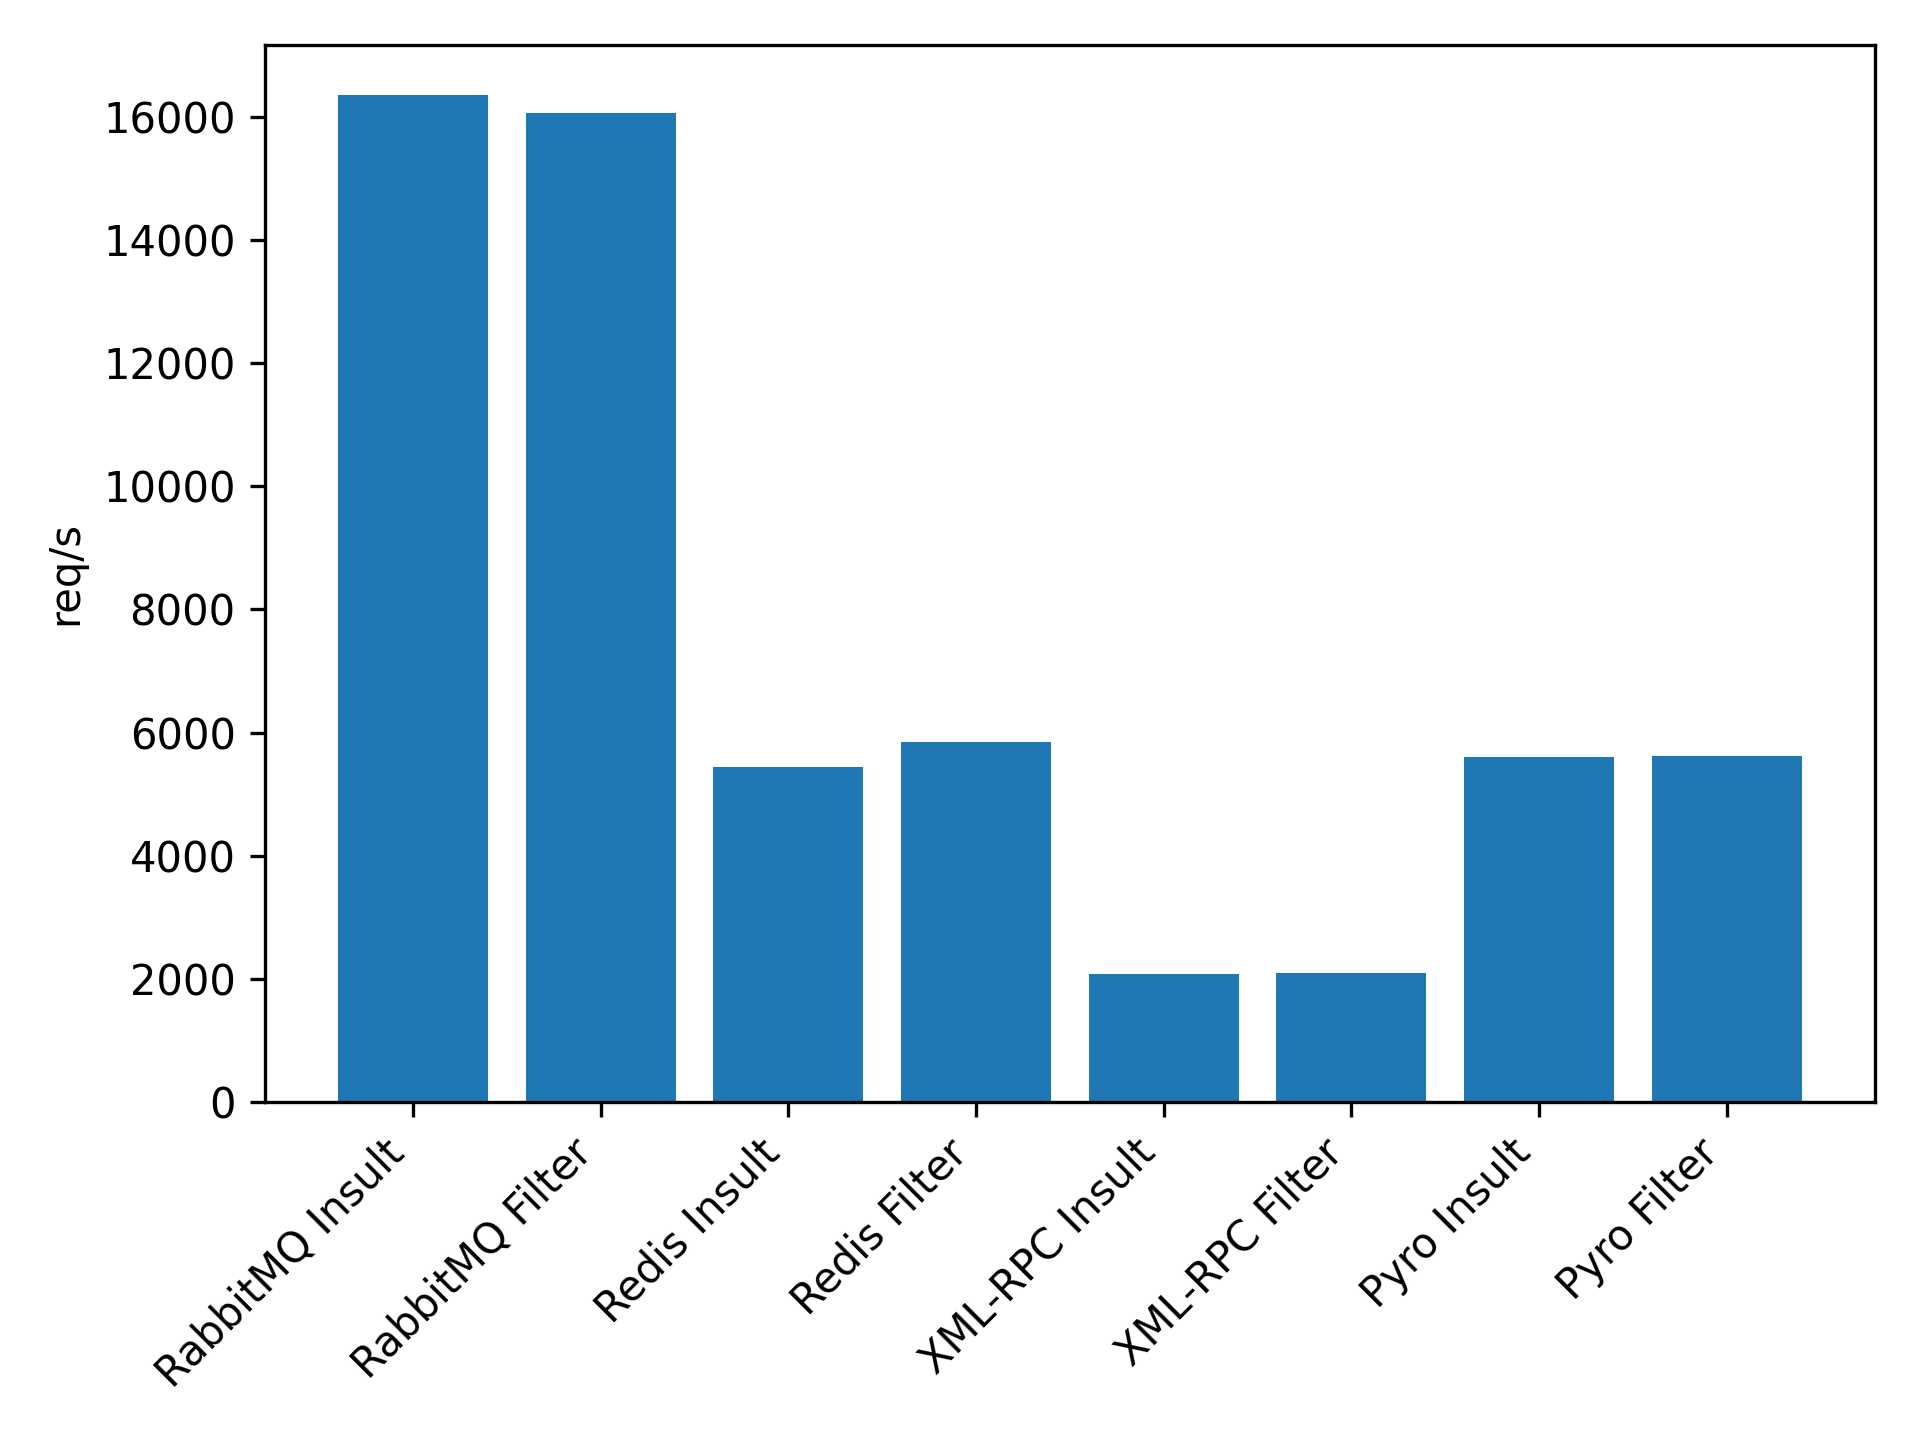 req/s
16000
14000
12000
10000
8000
6000
4000
2000
0
RabbitMQ Insult
RabbitMQ Filter
Redis Insult
Redis Filter
XML-RPC Insult
XML-RPC Filter
Pyro Insult
Pyro Filter